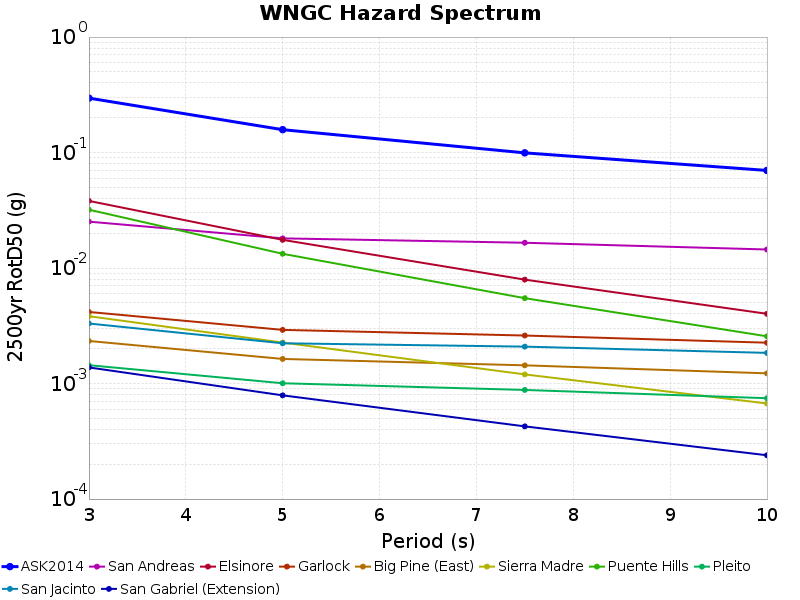 WNGC Hazard Spectrum
10^0
10^-1
10^-2
10^-3
10^-4
2500yr RotD50 (g)
3 4 5 6 7 8 9 10
Period (s)
ASK2014 San Andreas Elsinore Garlock Big Pine (East) Sierra Madre Puente Hills Pleito
San Jacinto San Gabriel (Extension)